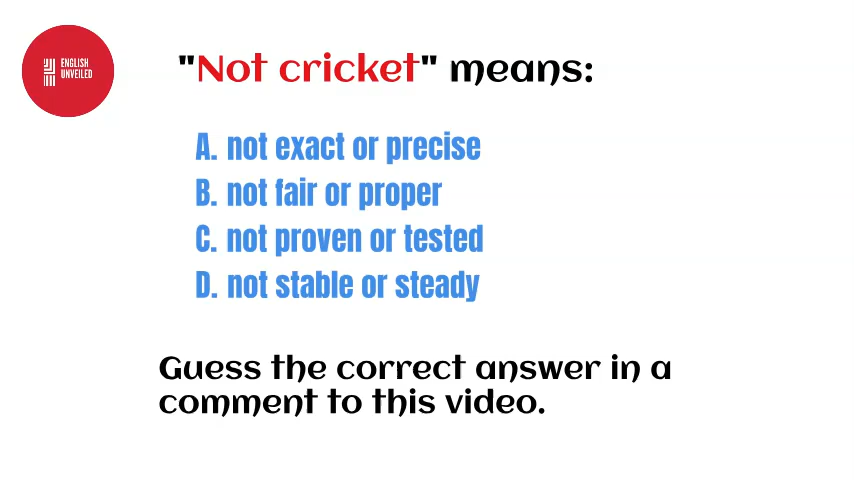 ENGLISH
UNVEILED
"Not cricket" means:
A. not exact or precise
B. not fair or proper
C. not proven or tested
D. not stable or steady
Guess the correct answer in a
comment to this video.